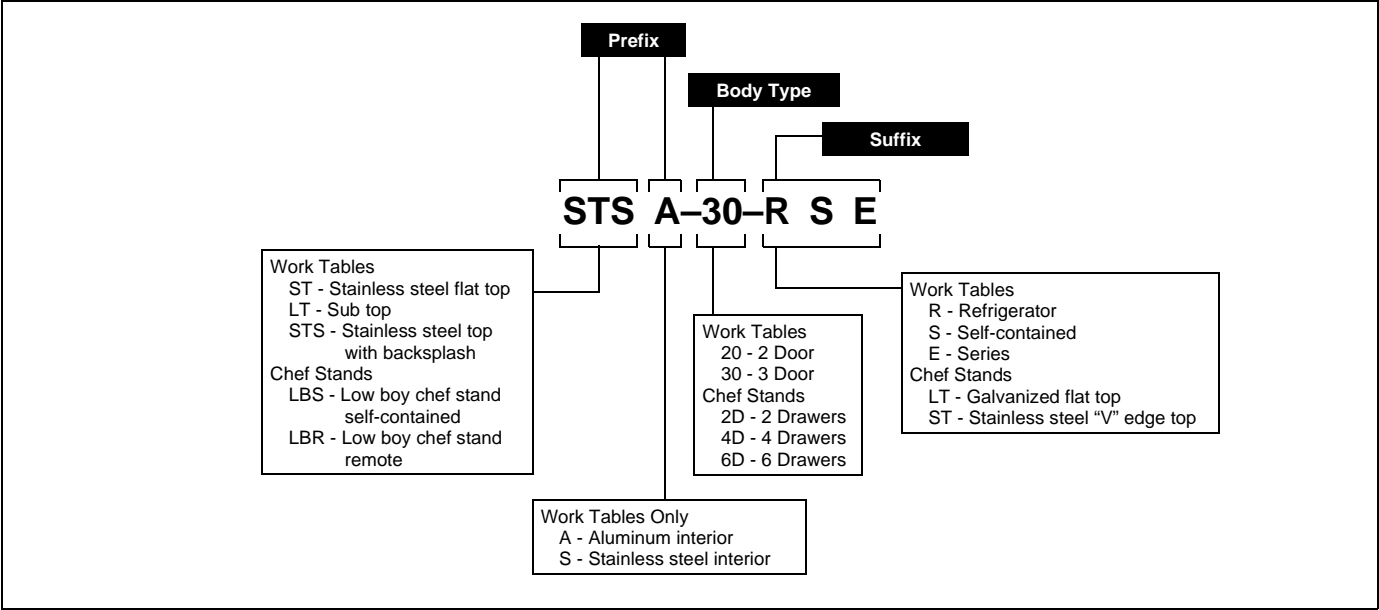 Prefix
Body Type
Suffix
STS A–30–R S E
Work Tables
ST - Stainless steel flat top
LT - Sub top
STS - Stainless steel top
with backsplash
Chef Stands
LBS - Low boy chef stand
self-contained
LBR - Low boy chef stand
remote
Work Tables
20 - 2 Door
30 - 3 Door
Chef Stands
2D - 2 Drawers
4D - 4 Drawers
6D - 6 Drawers
Work Tables
R - Refrigerator
S - Self-contained
E - Series
Chef Stands
LT - Galvanized flat top
ST - Stainless steel “V” edge top
Work Tables Only
A - Aluminum interior
S - Stainless steel interior